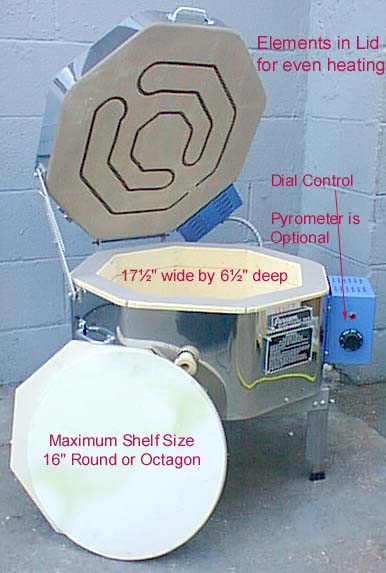 Elements in Lid
for even heating
Dial Control
Pyrometer is
Optional
17½" wide by 6½" deep
Maximum Shelf Size
16" Round or Octagon